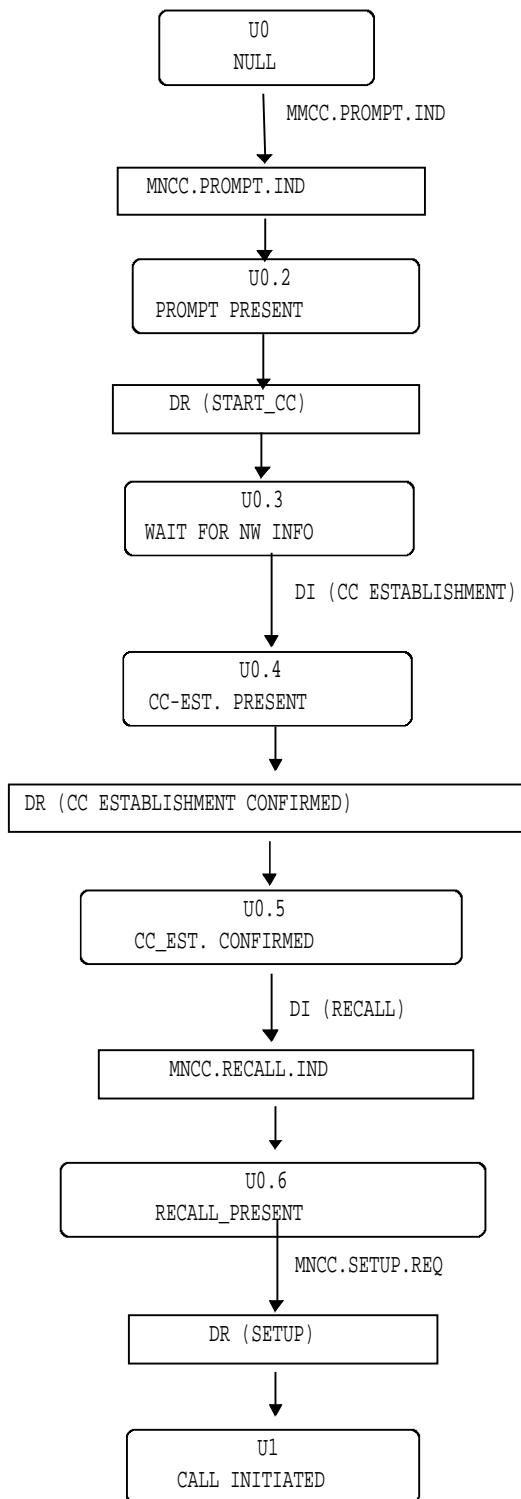 U0
NULL
MMCC.PROMPT.IND
MNCC.PROMPT.IND
U0.2
PROMPT PRESENT
DR (START_CC)
U0.3
WAIT FOR NW INFO
DI (CC ESTABLISHMENT)
U0.4
CC-EST. PRESENT
DR (CC ESTABLISHMENT CONFIRMED)
U0.5
CC_EST. CONFIRMED
DI (RECALL)
MNCC.RECALL.IND
U0.6
RECALL_PRESENT
MNCC.SETUP.REQ
DR (SETUP)
U1
CALL INITIATED